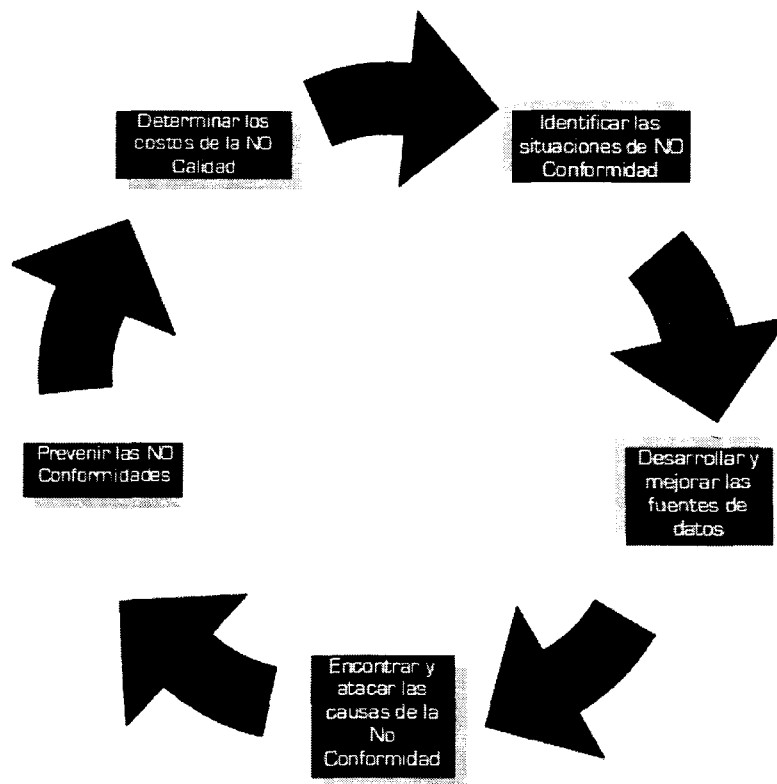 Determinar los
costos de la NO
Calidad
Identificar las
situaciones de NO
Conformidad
Desarrollar y
mejorar las
fuentes de
datos
Encontrar y
atacar las
causas de la
No
Conformidad
Prevenir las NO
Conformidades